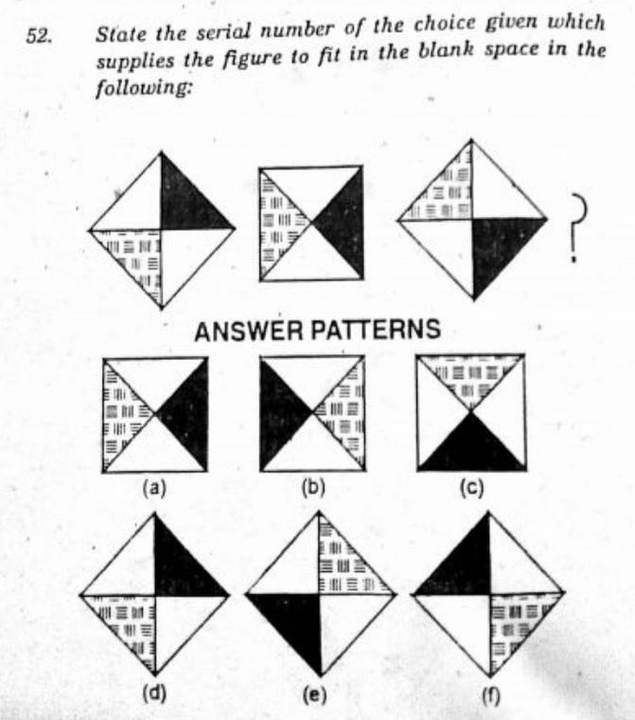 52. State the serial number of the choice given which
supplies the figure to fit in the blank space in the
following:
?
ANSWER PATTERNS
(a) (b) (c)
(d) (e) (f)